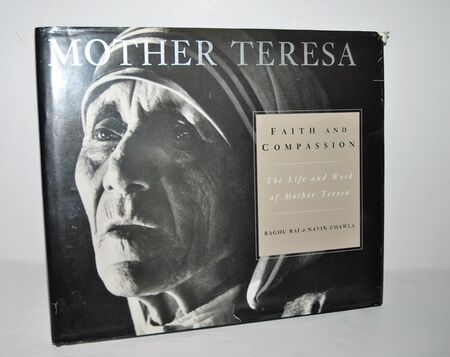 MOTHER TERESA
FAITH AND
COMPASSION
The Life and Work
of Mother Teresa
RAGHU RAI & NAVIN CHAWLA